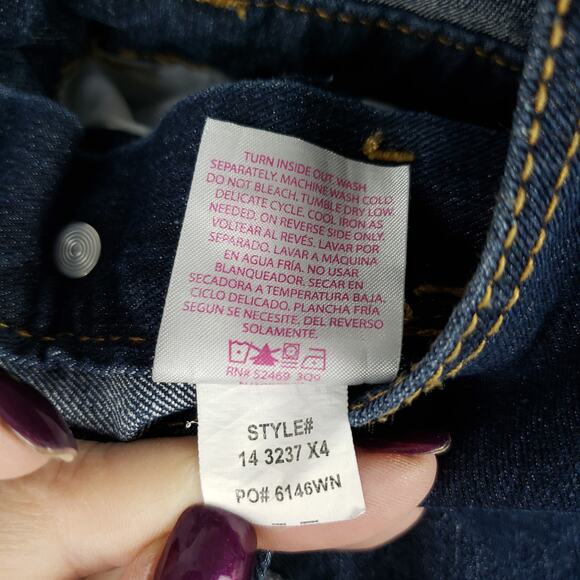 TURN INSIDE OUT. WASH
SEPARATELY. MACHINE WASH COLD.
DO NOT BLEACH. TUMBLE DRY LOW,
DELICATE CYCLE. COOL IRON AS
NEEDED, ON REVERSE SIDE ONLY.
VOLTEAR AL REVÉS. LAVAR POR
SEPARADO. LAVAR A MÁQUINA
EN AGUA FRÍA. NO USAR
BLANQUEADOR. SECAR EN
SECADORA A TEMPERATURA BAJA,
CICLO DELICADO. PLANCHA FRÍA
SEGUN SE NECESITE, DEL REVERSO
SOLAMENTE.
RN# 52469
STYLE#
14 3237 X4
PO# 6146WN